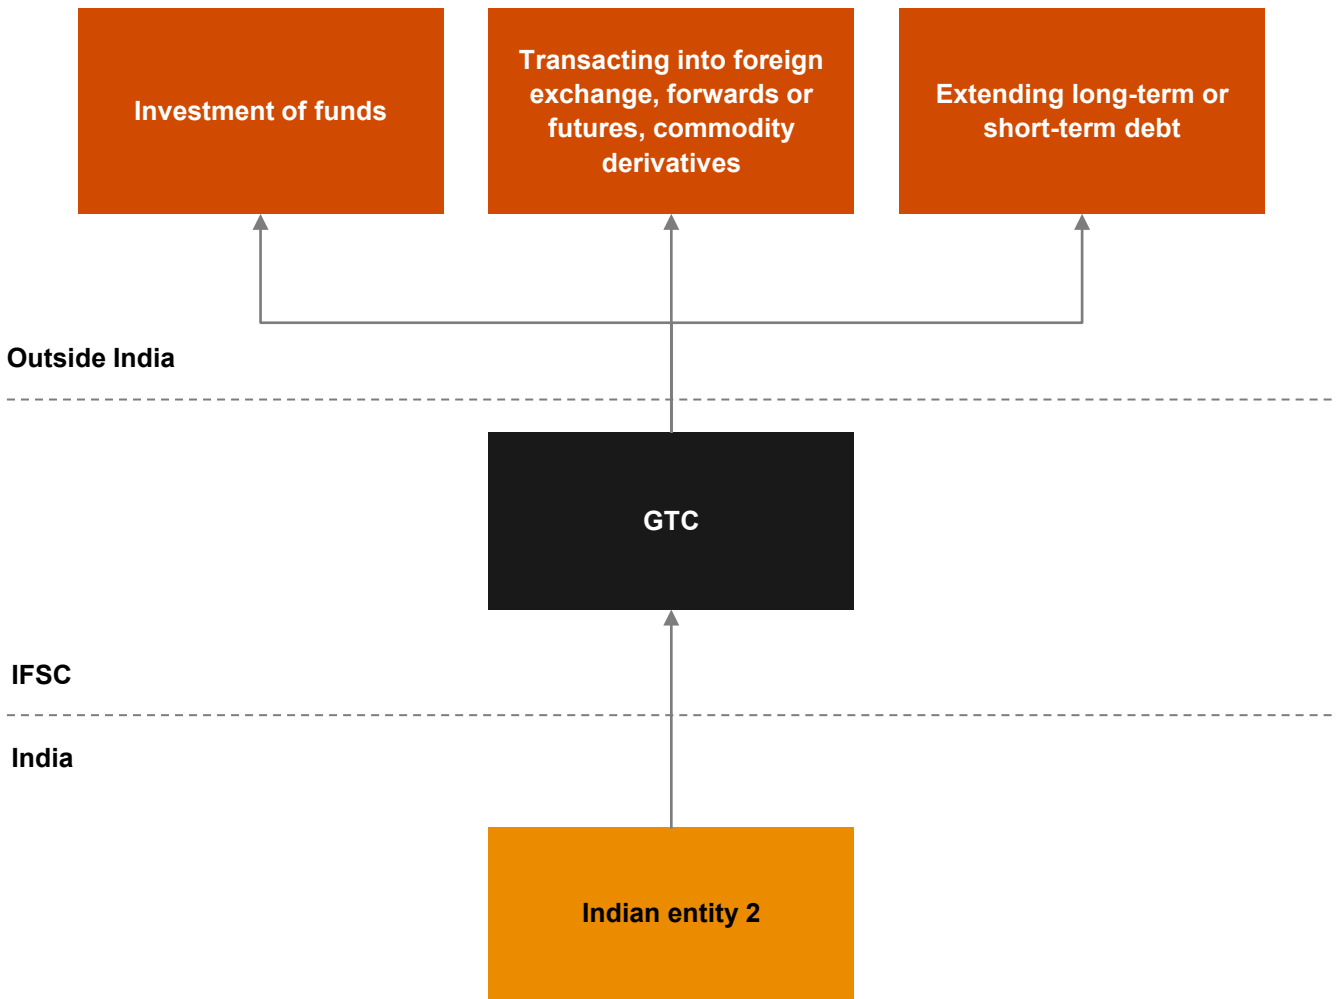 Investment of funds
Transacting into foreign
exchange, forwards or
futures, commodity
derivatives
Extending long-term or
short-term debt
Outside India
GTC
IFSC
India
Indian entity 2